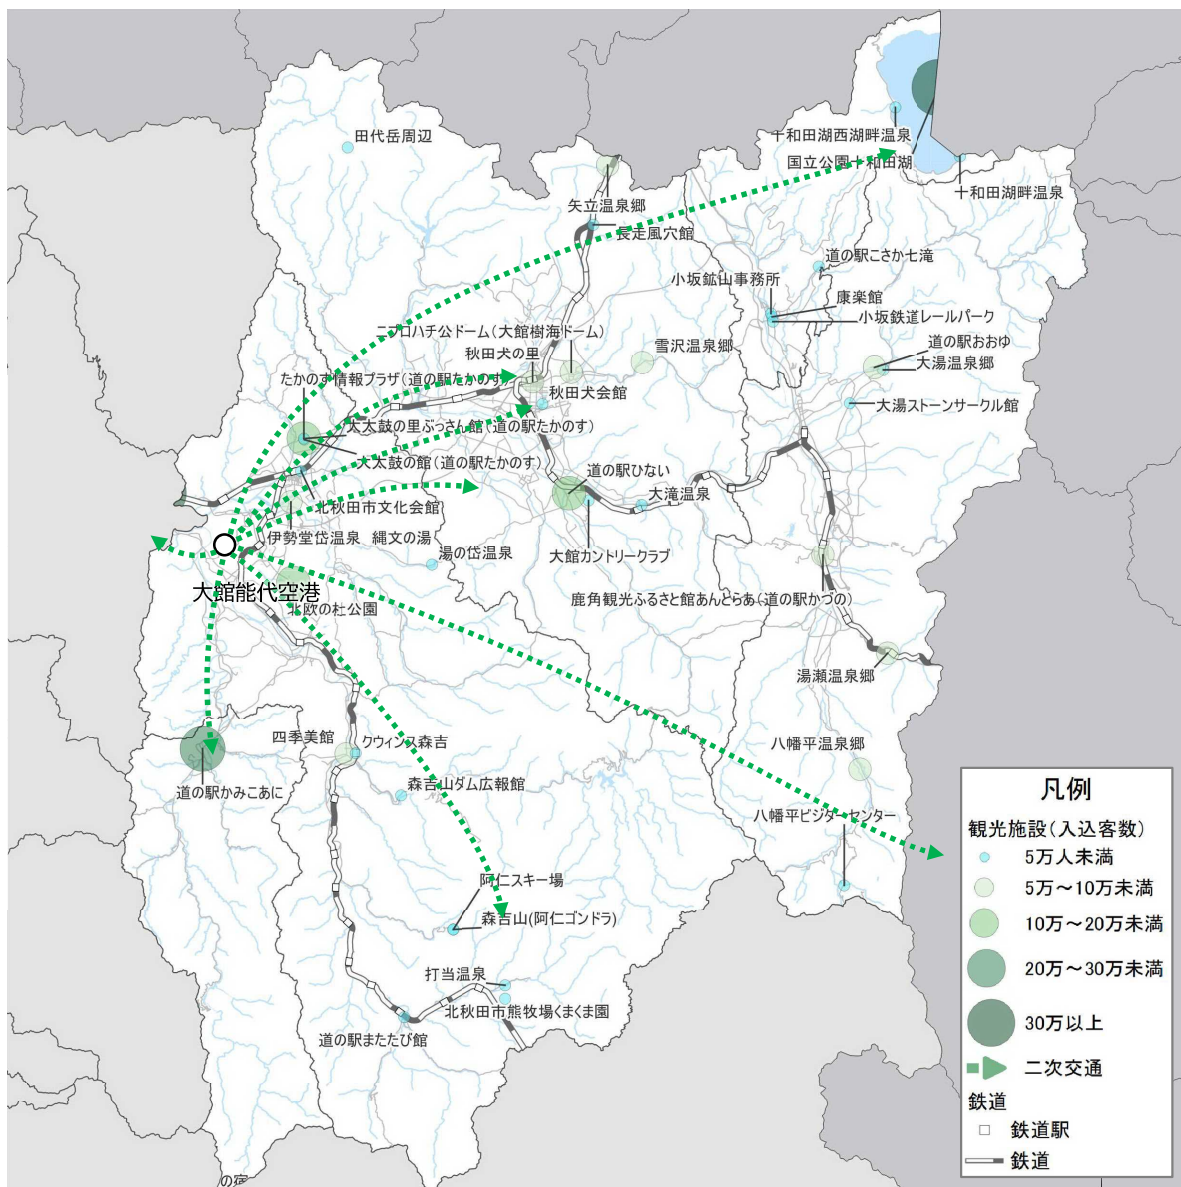 田代岳周辺
十和田湖西湖畔温泉
国立公園十和田湖
十和田湖畔温泉
矢立温泉郷
長走風穴館
道の駅こさか七滝
小坂鉱山事務所
康楽館
小坂鉄道レールパーク
ニプロハチ公ドーム(大館樹海ドーム)
道の駅おおゆ
秋田犬の里
雪沢温泉郷
大湯温泉郷
たかのす情報プラザ(道の駅たかのす)
秋田犬会館
大湯ストーンサークル館
大太鼓の里ぶっさん館(道の駅たかのす)
大太鼓の館(道の駅たかのす)
道の駅ひない
大滝温泉
北秋田市文化会館
伊勢堂岱温泉 縄文の湯
湯の岱温泉
大館カントリークラブ
大館能代空港
北欧の杜公園
鹿角観光ふるさと館あんとらあ(道の駅かづの)
湯瀬温泉郷
四季美館
クウィンス森吉
八幡平温泉郷
道の駅かみこあに
森吉山ダム広報館
八幡平ビジターセンター
阿仁スキー場
森吉山(阿仁ゴンドラ)
打当温泉
北秋田市熊牧場くまくま園
道の駅またたび館
の宿
凡例
観光施設(入込客数)
5万人未満
5万～10万未満
10万～20万未満
20万～30万未満
30万以上
二次交通
鉄道
鉄道駅
鉄道